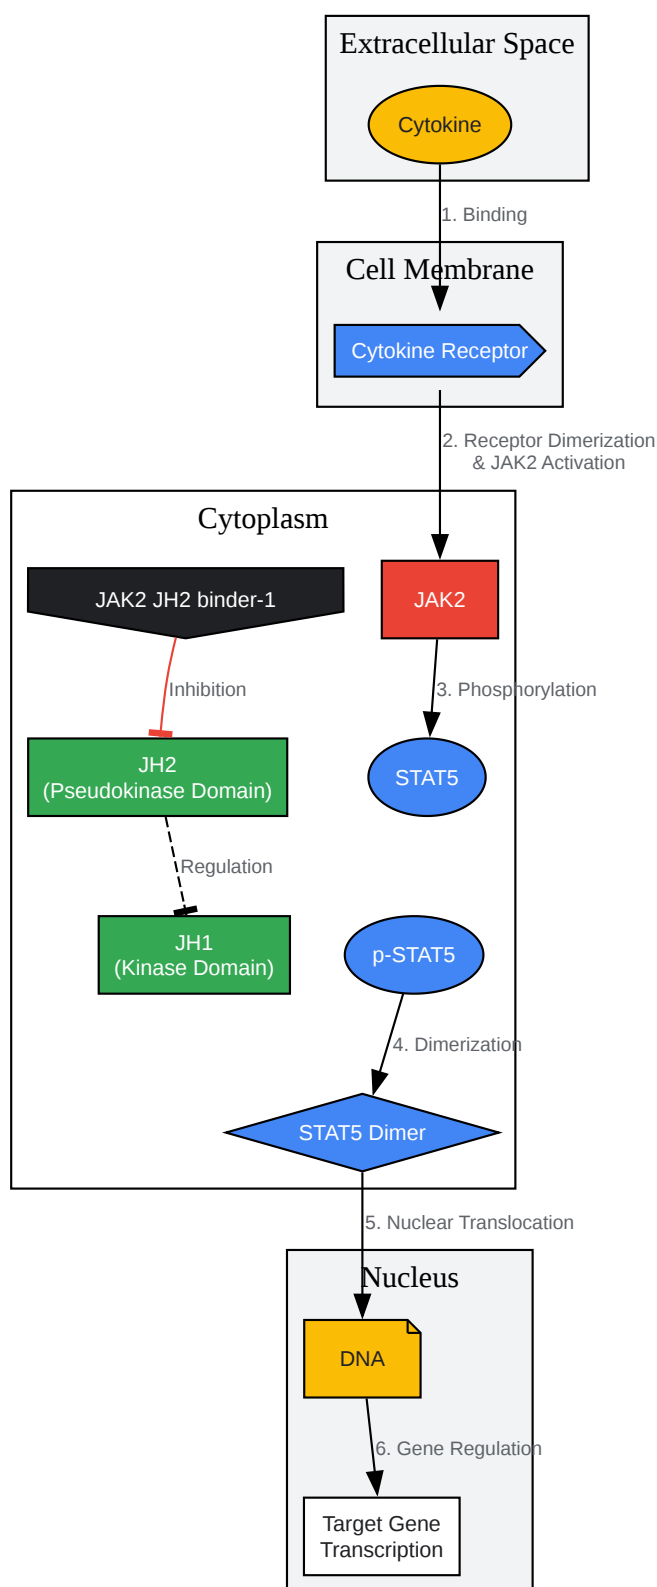 Extracellular Space
Cytokine
1. Binding
Cell Membrane
Cytokine Receptor
2. Receptor Dimerization
& JAK2 Activation
Cytoplasm
JAK2 JH2 binder-1
JAK2
Inhibition
3. Phosphorylation
JH2
(Pseudokinase Domain)
STAT5
Regulation
JH1
(Kinase Domain)
p-STAT5
4. Dimerization
STAT5 Dimer
5. Nuclear Translocation
Nucleus
DNA
6. Gene Regulation
Target Gene
Transcription